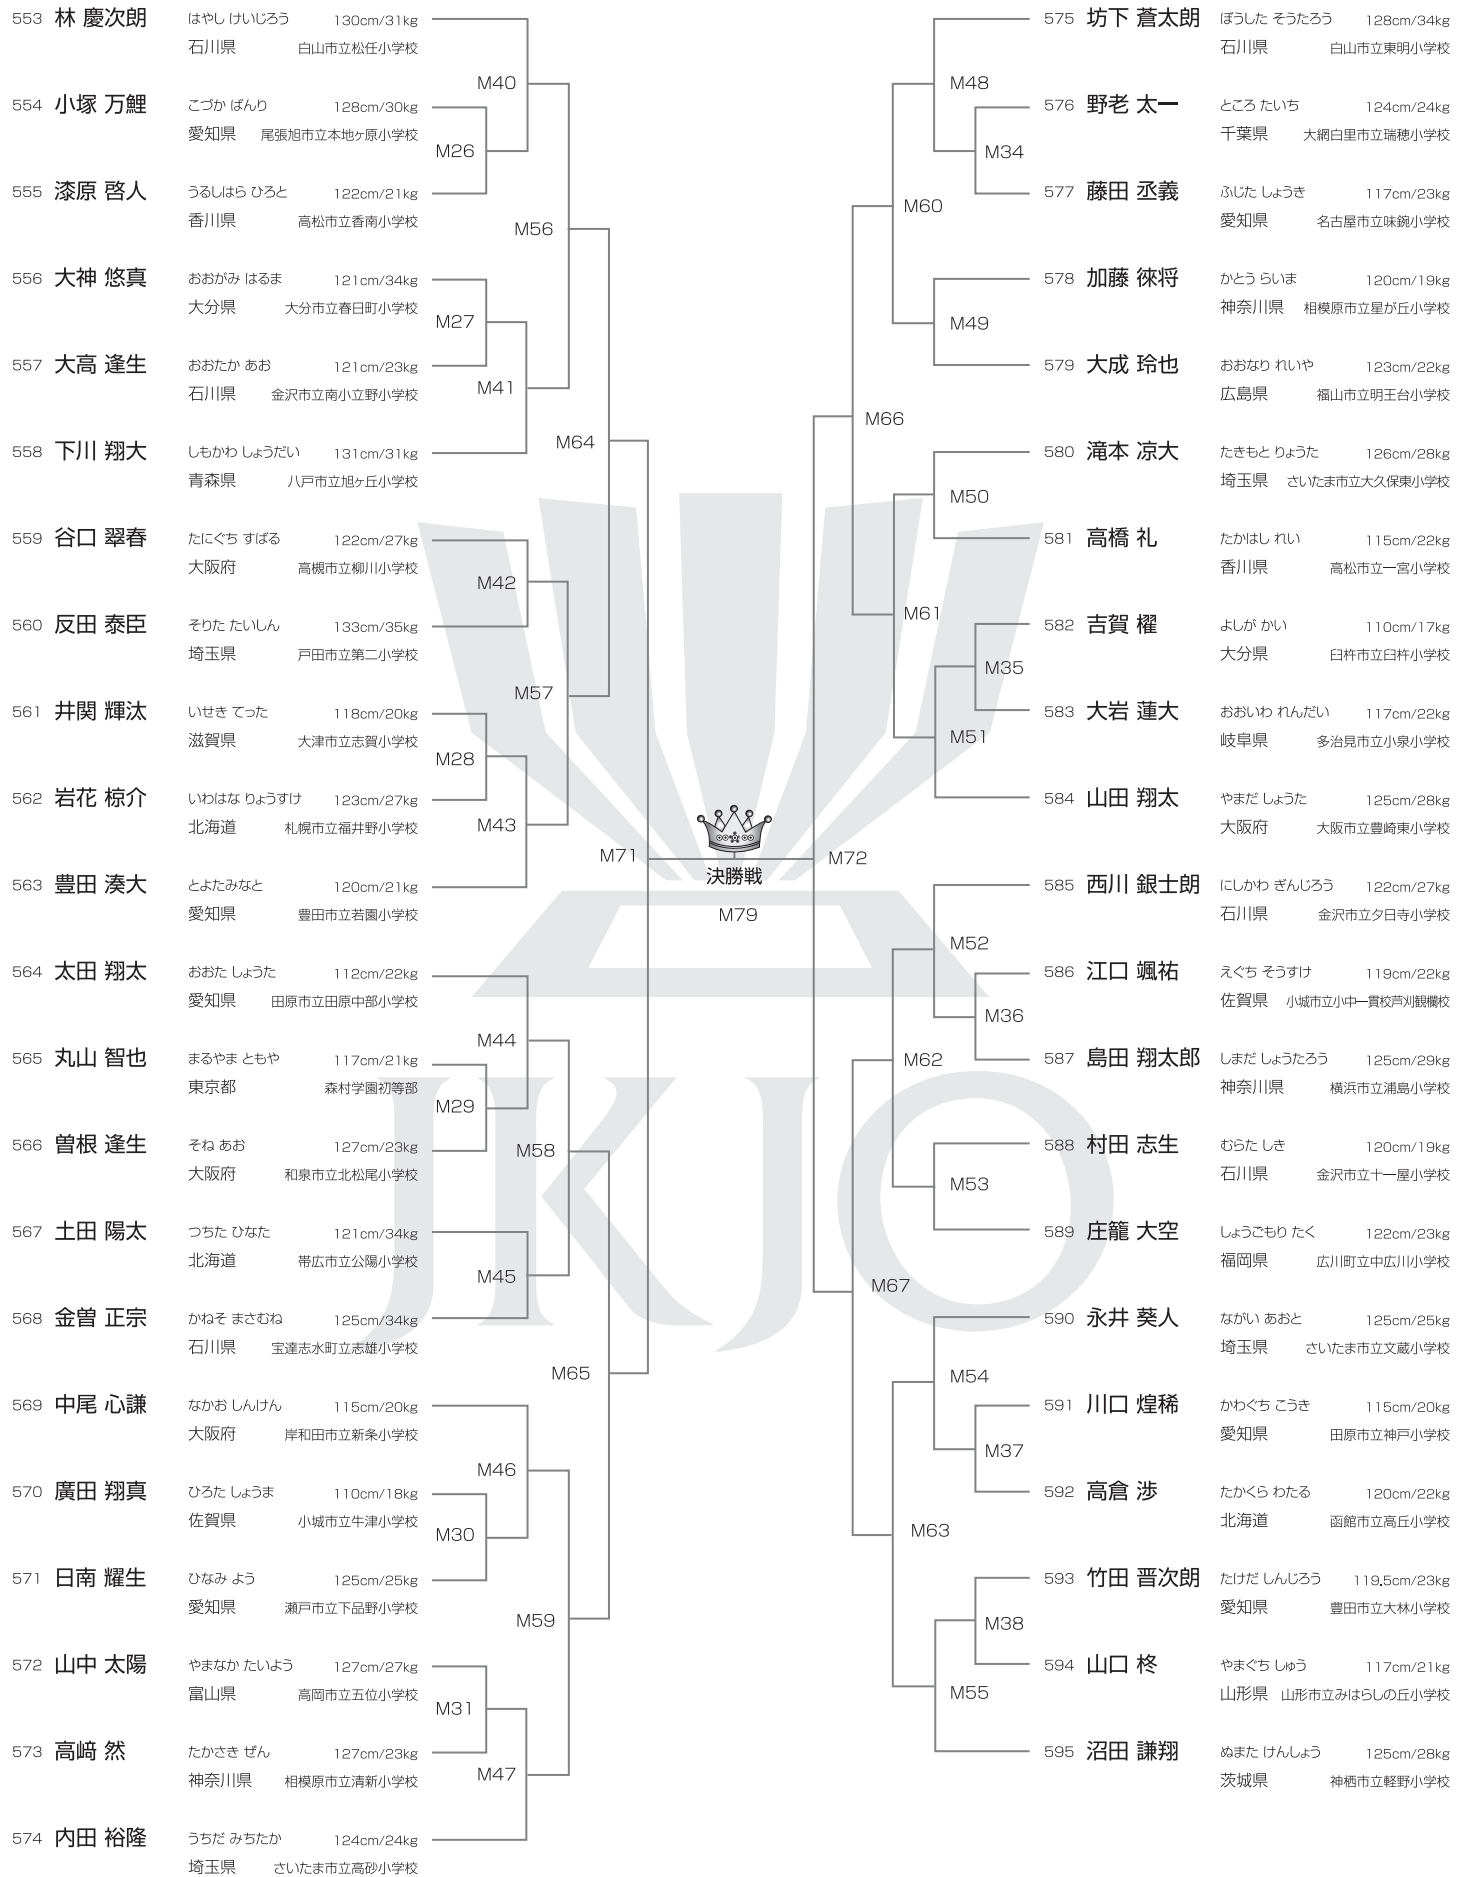 553 林 慶次朗 はやし けいじろう 130cm/31kg
石川県 白山市立松任小学校
554 小塚 万鯉 こづか ばんり 128cm/30kg
愛知県 尾張旭市立本地ヶ原小学校
555 漆原 啓人 うるしはら ひろと 122cm/21kg
香川県 高松市立香南小学校
556 大神 悠真 おおがみ はるま 121cm/34kg
大分県 大分市立春日町小学校
557 大高 逢生 おおたか あお 121cm/23kg
石川県 金沢市立南小立野小学校
558 下川 翔大 しもかわ しょうだい 131cm/31kg
青森県 八戸市立旭ヶ丘小学校
559 谷口 翠春 たにぐち すばる 122cm/27kg
大阪府 高槻市立柳川小学校
560 反田 泰臣 そりた たいしん 133cm/35kg
埼玉県 戸田市立第二小学校
561 井関 輝汰 いせき てった 118cm/20kg
滋賀県 大津市立志賀小学校
562 岩花 椋介 いわはな りょうすけ 123cm/27kg
北海道 札幌市立福井野小学校
563 豊田 湊大 とよたみなと 120cm/21kg
愛知県 豊田市立若園小学校
564 太田 翔太 おおた しょうた 112cm/22kg
愛知県 田原市立田原中部小学校
565 丸山 智也 まるやま ともや 117cm/21kg
東京都 森村学園初等部
566 曽根 逢生 そね あお 127cm/23kg
大阪府 和泉市立北松尾小学校
567 土田 陽太 つちた ひなた 121cm/34kg
北海道 帯広市立公陽小学校
568 金曽 正宗 かねそ まさむね 125cm/34kg
石川県 宝達志水町立志雄小学校
569 中尾 心謙 なかお しんけん 115cm/20kg
大阪府 岸和田市立新条小学校
570 廣田 翔真 ひろた しょうま 110cm/18kg
佐賀県 小城市立牛津小学校
571 日南 耀生 ひなみ よう 125cm/25kg
愛知県 瀬戸市立下品野小学校
572 山中 太陽 やまなか たいよう 127cm/27kg
富山県 高岡市立五位小学校
573 高﨑 然 たかさき ぜん 127cm/23kg
神奈川県 相模原市立清新小学校
574 内田 裕隆 うちだ みちたか 124cm/24kg
埼玉県 さいたま市立高砂小学校
M40
M26
M56
M27
M41
M64
M42
M57
M28
M43
M71
M44
M29
M58
M45
M65
M46
M30
M59
M31
M47
決勝戦
M79
JKJO
M72
M48
M34
M60
M49
M66
M50
M61
M35
M51
M52
M36
M62
M53
M67
M54
M37
M63
M38
M55
575 坊下 蒼太朗 ぼうした そうたろう 128cm/34kg
石川県 白山市立東明小学校
576 野老 太一 ところ たいち 124cm/24kg
千葉県 大網白里市立瑞穂小学校
577 藤田 丞義 ふじた しょうき 117cm/23kg
愛知県 名古屋市立味鋺小学校
578 加藤 徠将 かとう らいま 120cm/19kg
神奈川県 相模原市立星が丘小学校
579 大成 玲也 おおなり れいや 123cm/22kg
広島県 福山市立明王台小学校
580 滝本 凉大 たきもと りょうた 126cm/28kg
埼玉県 さいたま市立大久保東小学校
581 高橋 礼 たかはし れい 115cm/22kg
香川県 高松市立一宮小学校
582 吉賀 櫂 よしが かい 110cm/17kg
大分県 臼杵市立臼杵小学校
583 大岩 蓮大 おおいわ れんだい 117cm/22kg
岐阜県 多治見市立小泉小学校
584 山田 翔太 やまだ しょうた 125cm/28kg
大阪府 大阪市立豊崎東小学校
585 西川 銀士朗 にしかわ ぎんじろう 122cm/27kg
石川県 金沢市立夕日寺小学校
586 江口 颯祐 えぐち そうすけ 119cm/22kg
佐賀県 小城市立小中一貫校芦刈観瀾校
587 島田 翔太郎 しまだ しょうたろう 125cm/29kg
神奈川県 横浜市立浦島小学校
588 村田 志生 むらた しき 120cm/19kg
石川県 金沢市立十一屋小学校
589 庄籠 大空 しょうごもり たく 122cm/23kg
福岡県 広川町立中広川小学校
590 永井 葵人 ながい あおと 125cm/25kg
埼玉県 さいたま市立文蔵小学校
591 川口 煌稀 かわぐち こうき 115cm/20kg
愛知県 田原市立神戸小学校
592 高倉 渉 たかくら わたる 120cm/22kg
北海道 函館市立高丘小学校
593 竹田 晋次朗 たけだ しんじろう 119.5cm/23kg
愛知県 豊田市立大林小学校
594 山口 柊 やまぐち しゅう 117cm/21kg
山形県 山形市立みはらしの丘小学校
595 沼田 謙翔 ぬまた けんしょう 125cm/28kg
茨城県 神栖市立軽野小学校